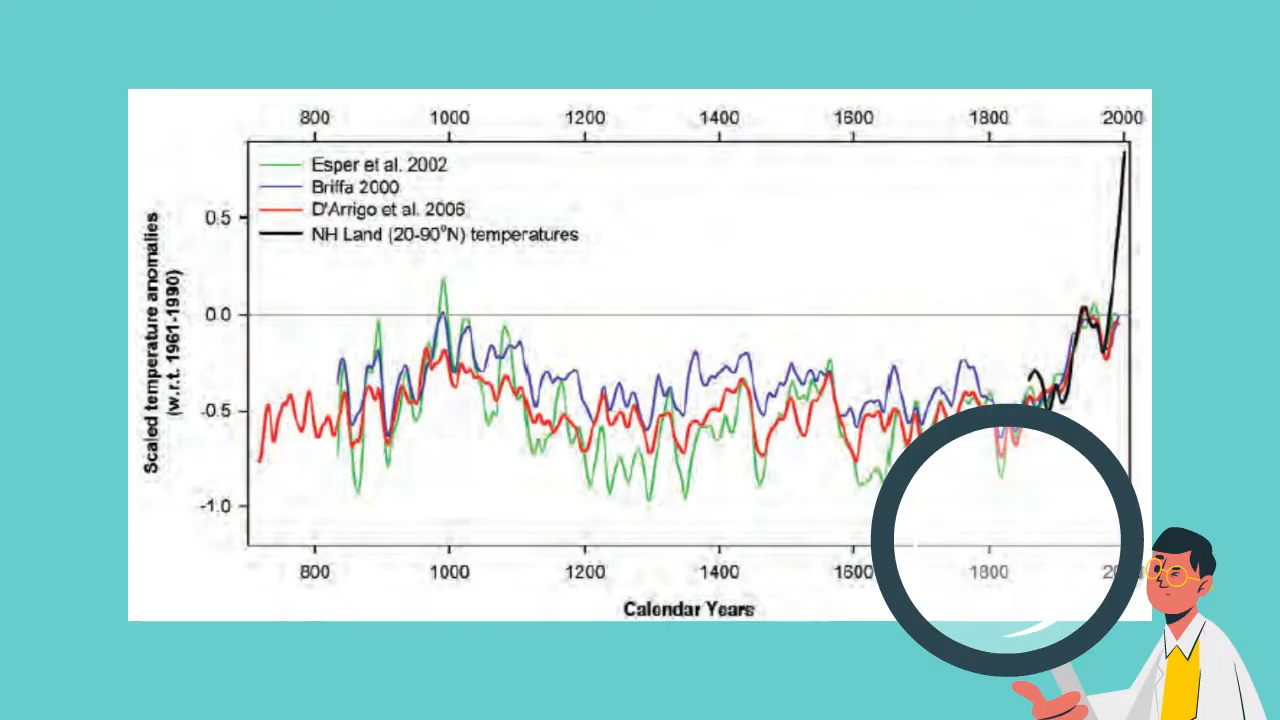 800 1000 1200 1400 1600 1800 2000
Esper et al. 2002
Briffa 2000
D'Arrigo et al. 2006
NH Land (20-90°N) temperatures
Scaled temperature anomalies
(w.r.t. 1961-1990)
0.5
0.0
-0.5
-1.0
800 1000 1200 1400 1600 1800
Calendar Years